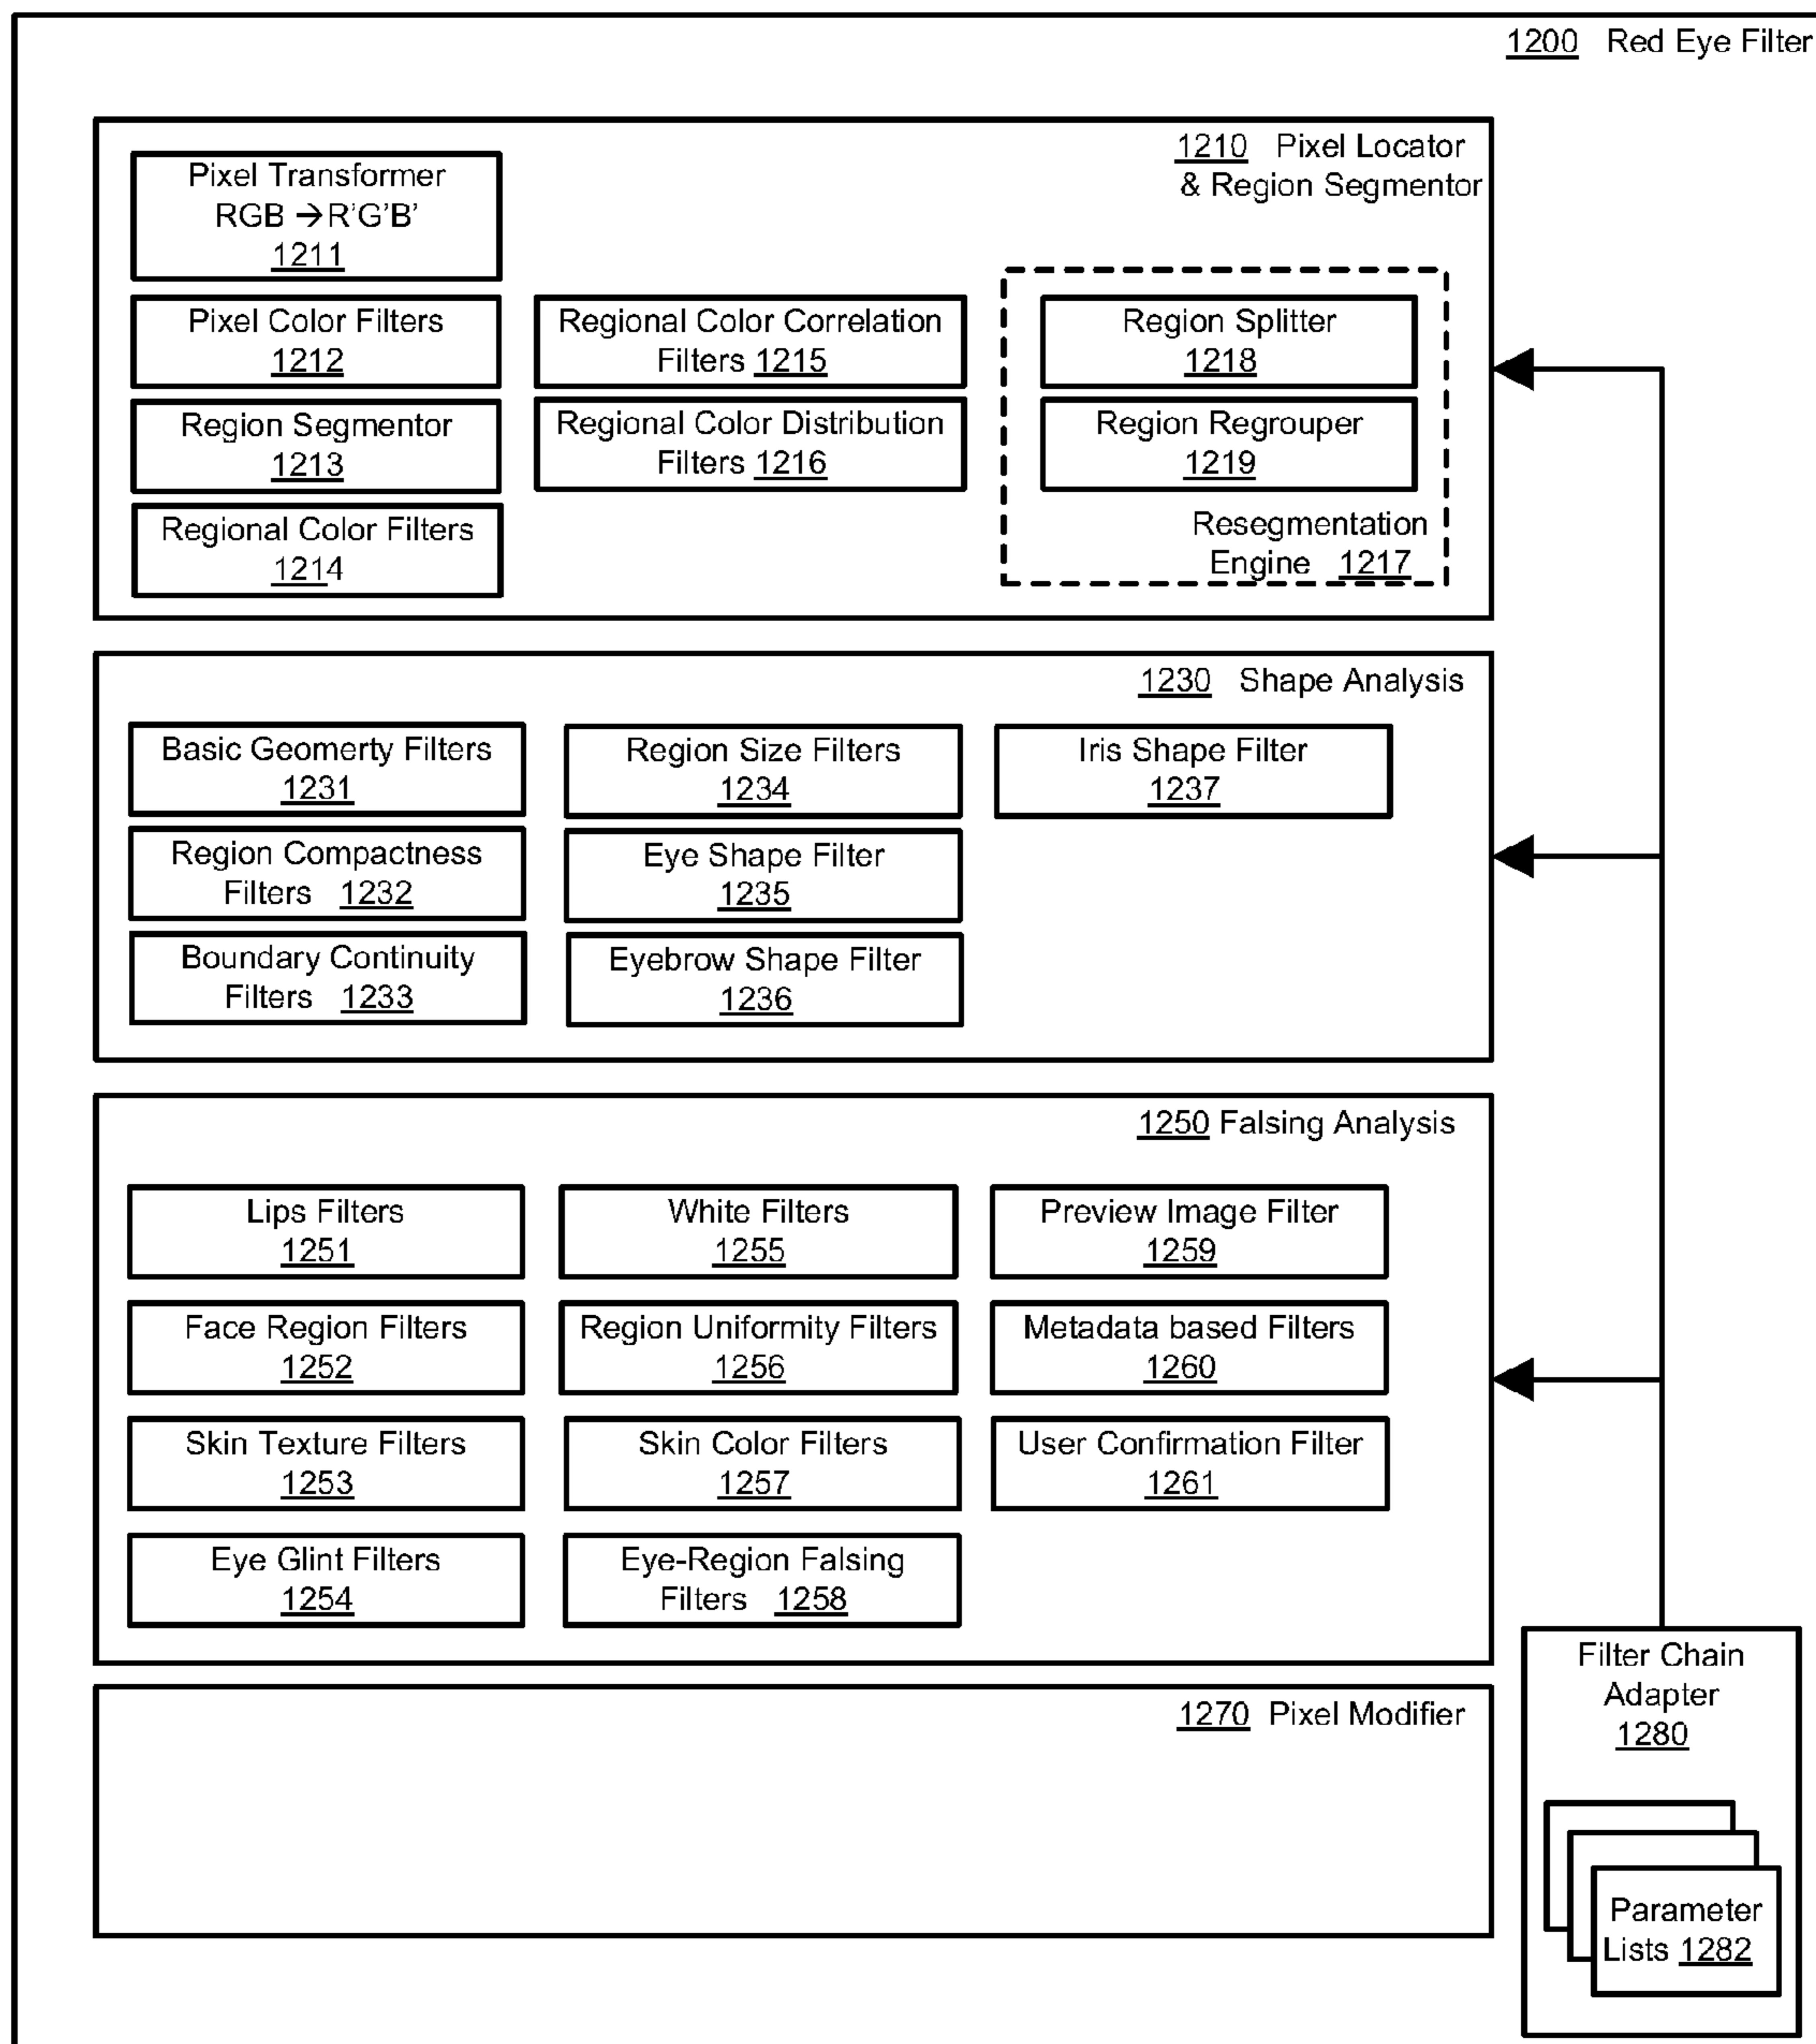 1200 Red Eye Filter
1210 Pixel Locator
& Region Segmentor
Pixel Transformer
RGB →R'G'B'
1211
Pixel Color Filters
1212
Region Segmentor
1213
Regional Color Filters
1214
Regional Color Correlation
Filters 1215
Regional Color Distribution
Filters 1216
Region Splitter
1218
Region Regrouper
1219
Resegmentation
Engine 1217
1230 Shape Analysis
Basic Geomerty Filters
1231
Region Compactness
Filters 1232
Boundary Continuity
Filters 1233
Region Size Filters
1234
Eye Shape Filter
1235
Eyebrow Shape Filter
1236
Iris Shape Filter
1237
1250 Falsing Analysis
Lips Filters
1251
Face Region Filters
1252
Skin Texture Filters
1253
Eye Glint Filters
1254
White Filters
1255
Region Uniformity Filters
1256
Skin Color Filters
1257
Eye-Region Falsing
Filters 1258
Preview Image Filter
1259
Metadata based Filters
1260
User Confirmation Filter
1261
1270 Pixel Modifier
Filter Chain
Adapter
1280
Parameter
Lists 1282